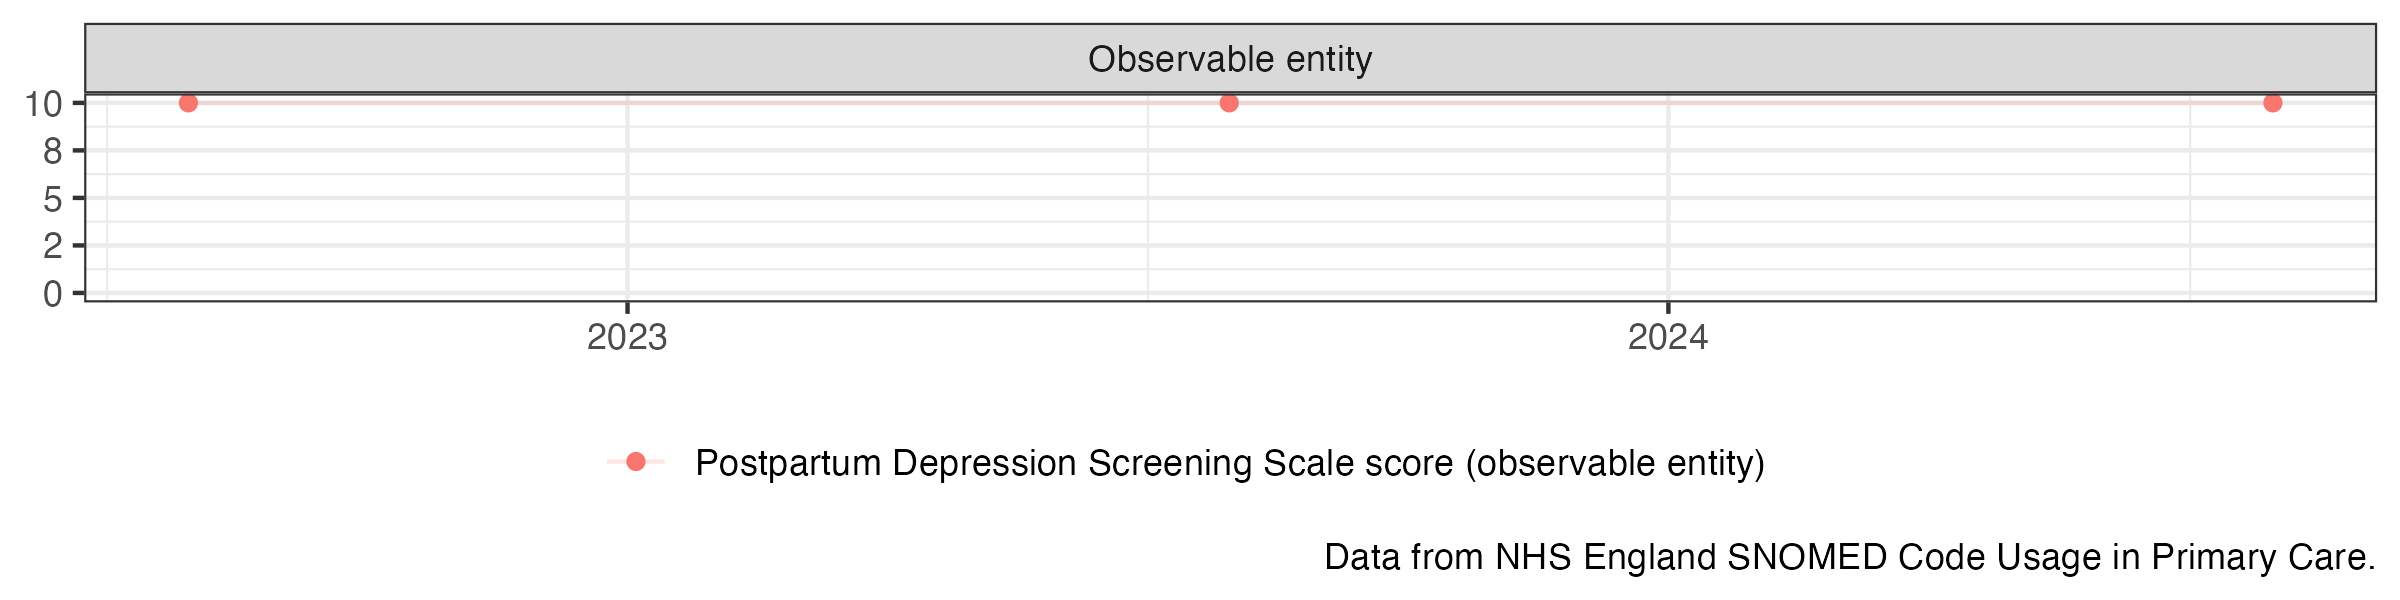 Observable entity
10
8
5
2
0
2023 2024
Postpartum Depression Screening Scale score (observable entity)
Data from NHS England SNOMED Code Usage in Primary Care.